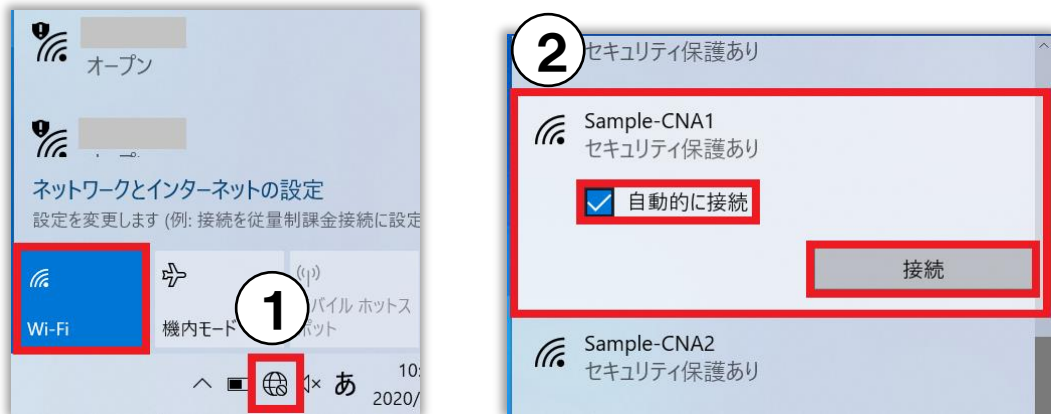 オープン
ネットワークとインターネットの設定
設定を変更します (例: 接続を従量制課金接続に設定
Wi-Fi
機内モード
バイル ホットス
ポット
1
あ
10:
2020/
2
セキュリティ保護あり
Sample-CNA1
セキュリティ保護あり
自動的に接続
接続
Sample-CNA2
セキュリティ保護あり